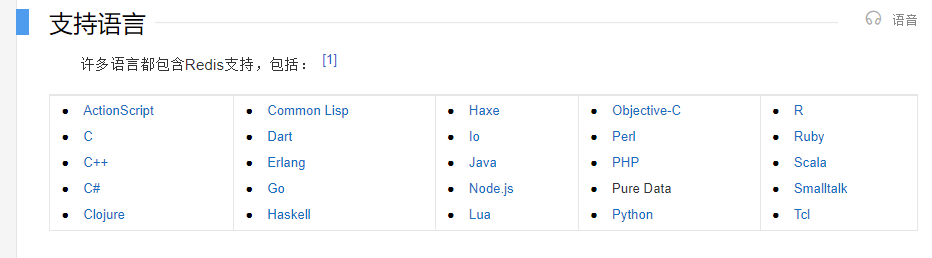 支持语言
语音
许多语言都包含Redis支持，包括： [1]
ActionScript Common Lisp Haxe Objective-C R
C Dart Io Perl Ruby
C++ Erlang Java PHP Scala
C# Go Node.js Pure Data Smalltalk
Clojure Haskell Lua Python Tcl